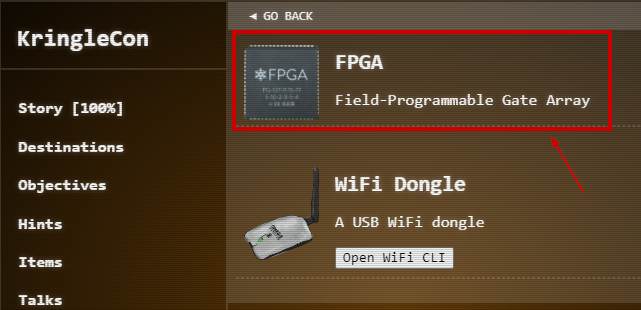 ◄ GO BACK
KringleCon
Story [100%]
Destinations
Objectives
Hints
Items
Talks
FPGA
FPGA
Field-Programmable Gate Array
WiFi Dongle
A USB WiFi dongle
Open WiFi CLI